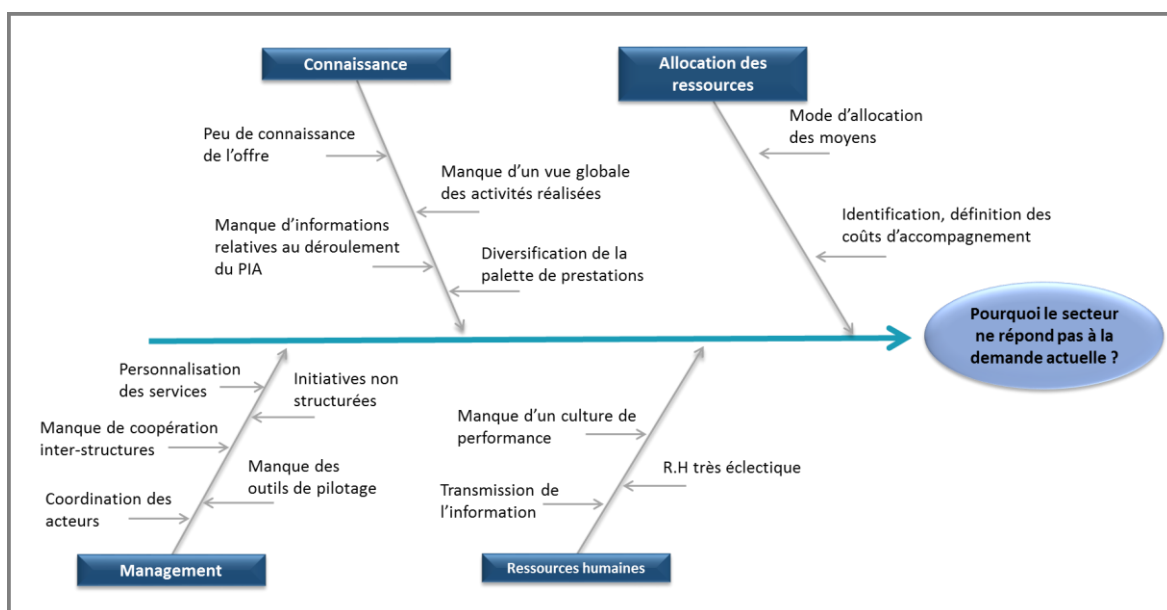 Connaissance
Allocation des
ressources
Peu de connaissance
de l'offre
Mode d'allocation
des moyens
Manque d'un vue globale
des activités réalisées
Manque d'informations
relatives au déroulement
du PIA
Identification, définition des
coûts d'accompagnement
Diversification de la
palette de prestations
Pourquoi le secteur
ne répond pas à la
demande actuelle ?
Personnalisation
des services
Initiatives non
structurées
Manque de coopération
inter-structures
Manque des
outils de pilotage
Coordination des
acteurs
Manque d'un culture de
performance
R.H très éclectique
Transmission de
l'information
Management
Ressources humaines